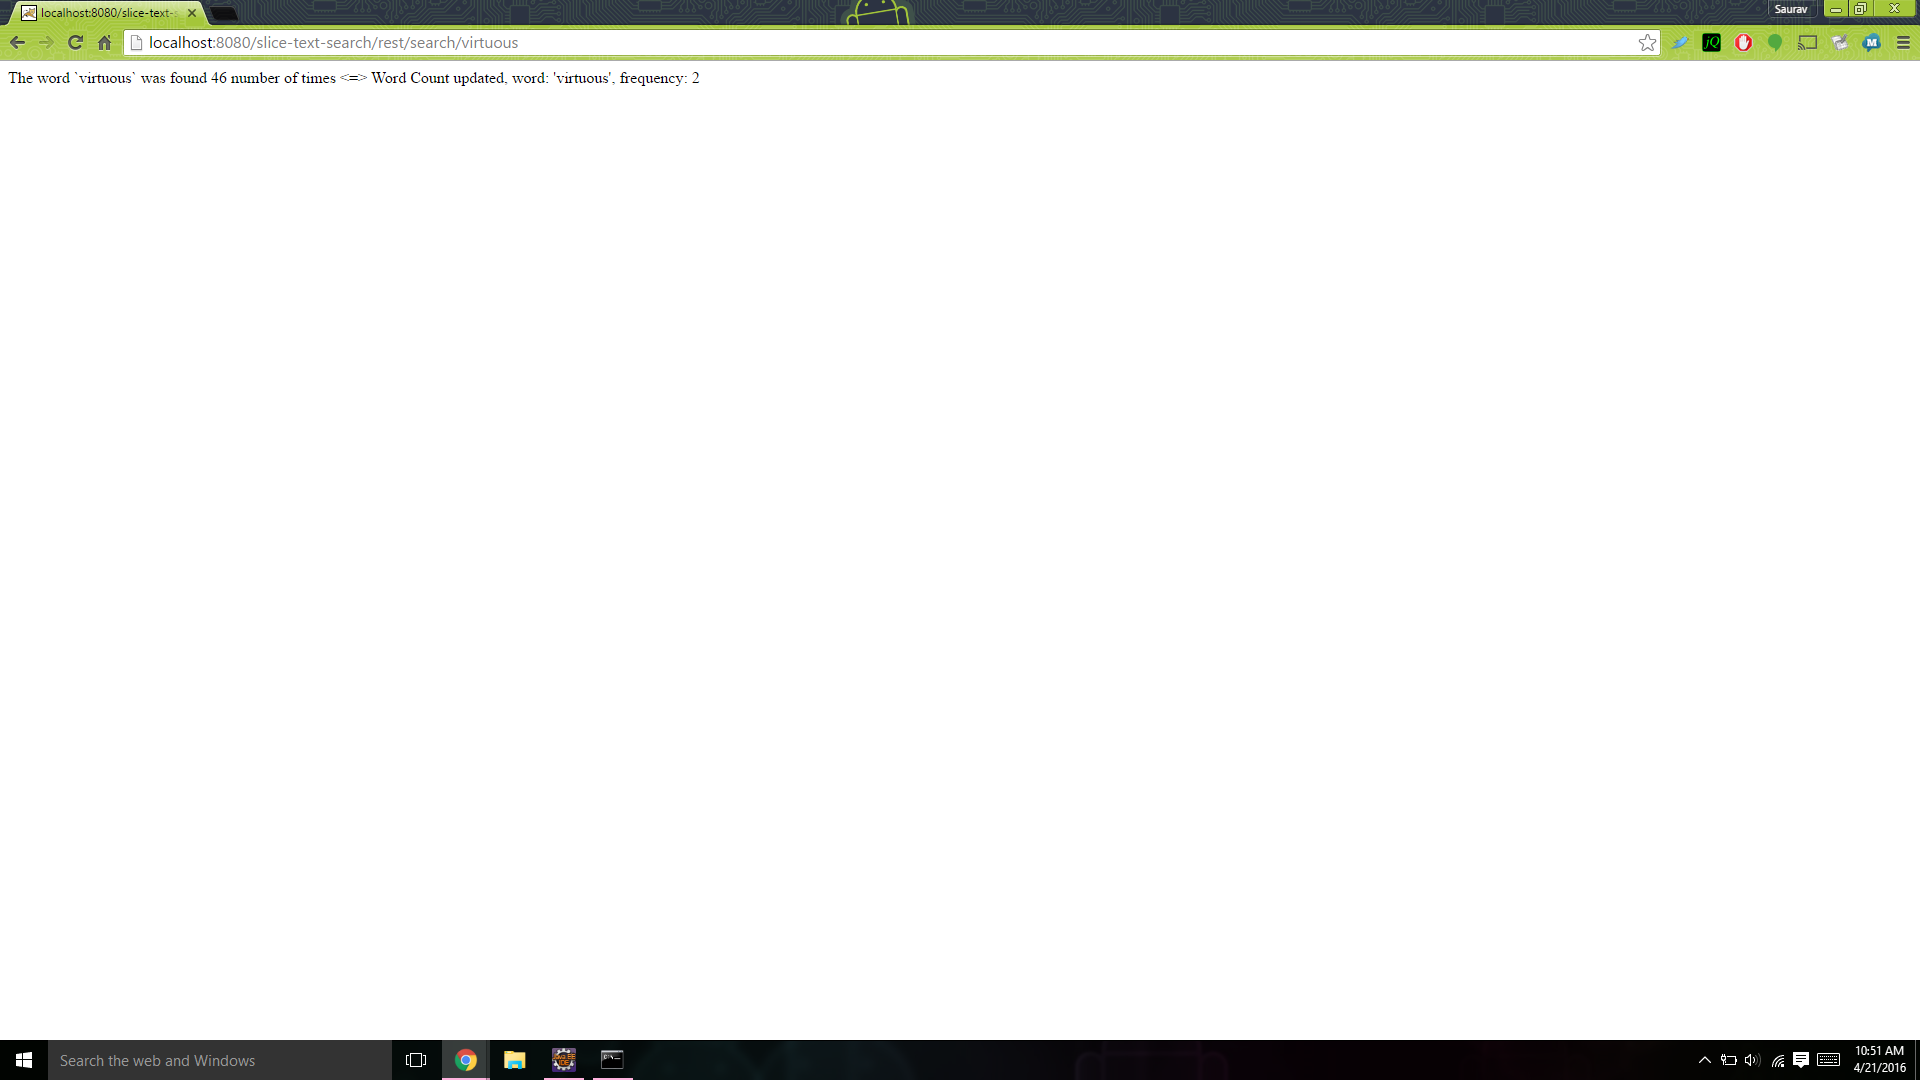 localhost:8080/slice-text-s
Saurav
localhost:8080/slice-text-search/rest/search/virtuous
jQ
M
The word `virtuous` was found 46 number of times <=> Word Count updated, word: 'virtuous', frequency: 2
Search the web and Windows
10:51 AM
4/21/2016